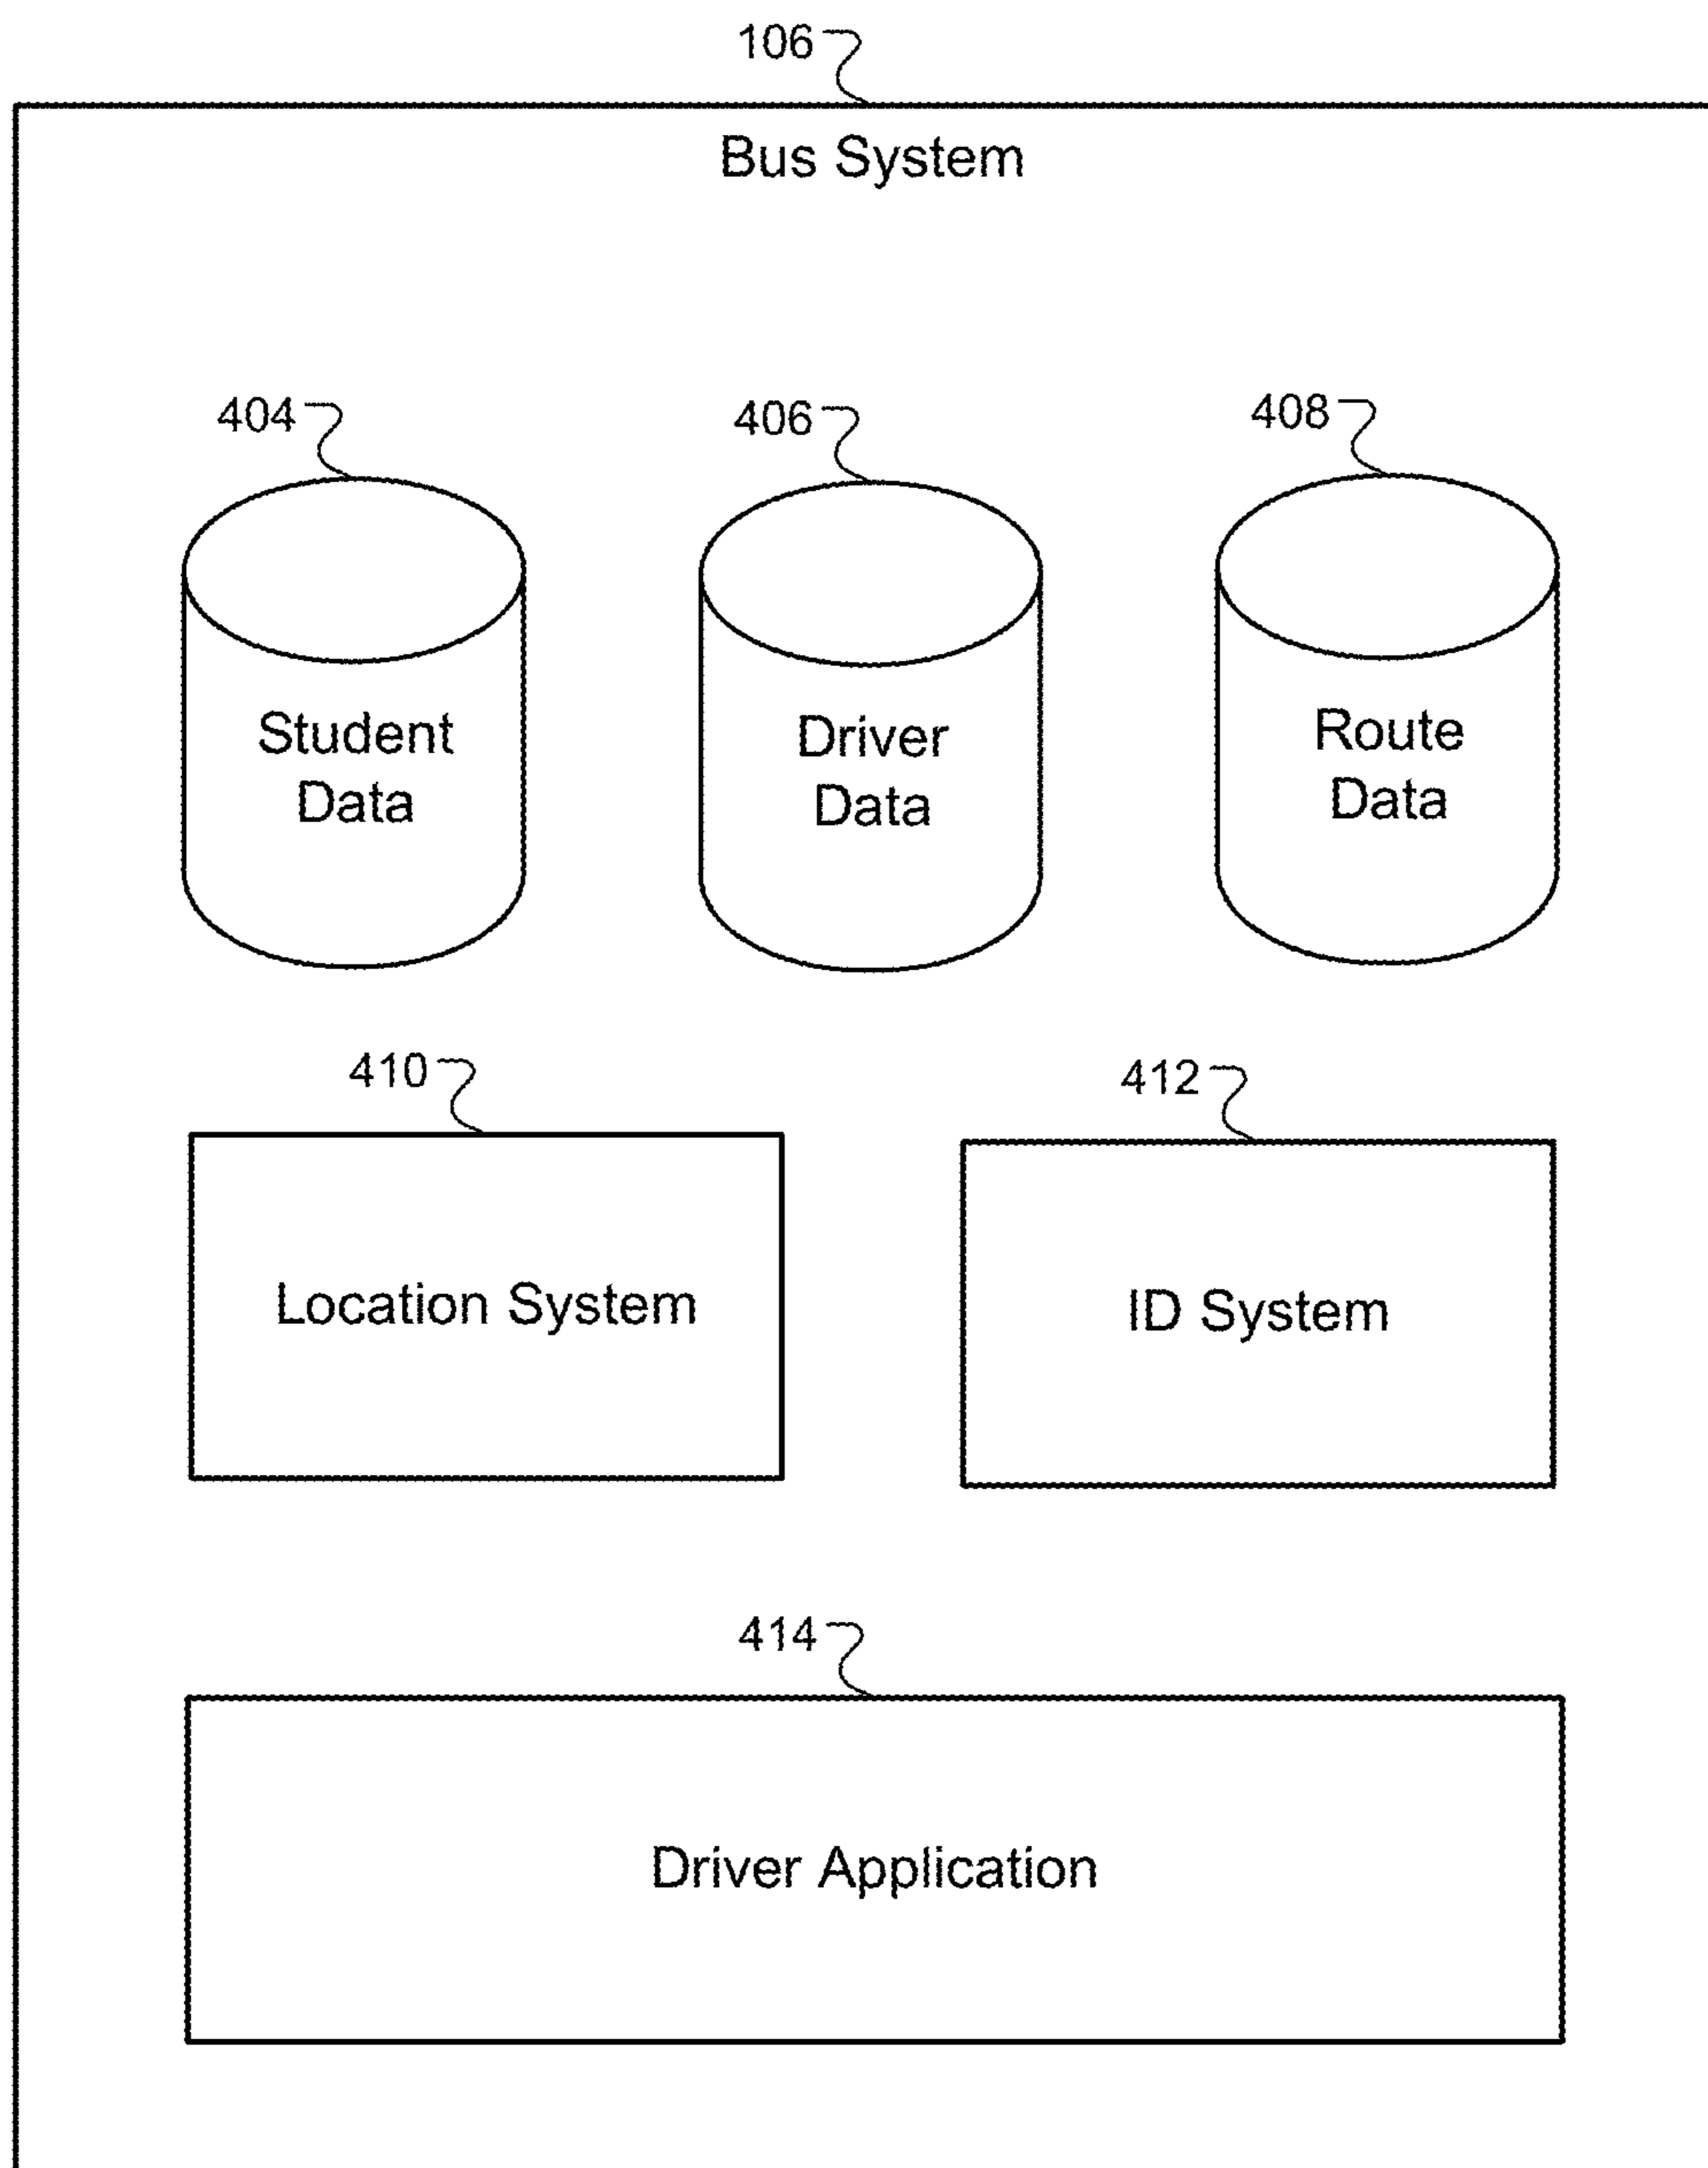 106
Bus System
404
406
408
Student
Data
Driver
Data
Route
Data
410
412
Location System
ID System
414
Driver Application